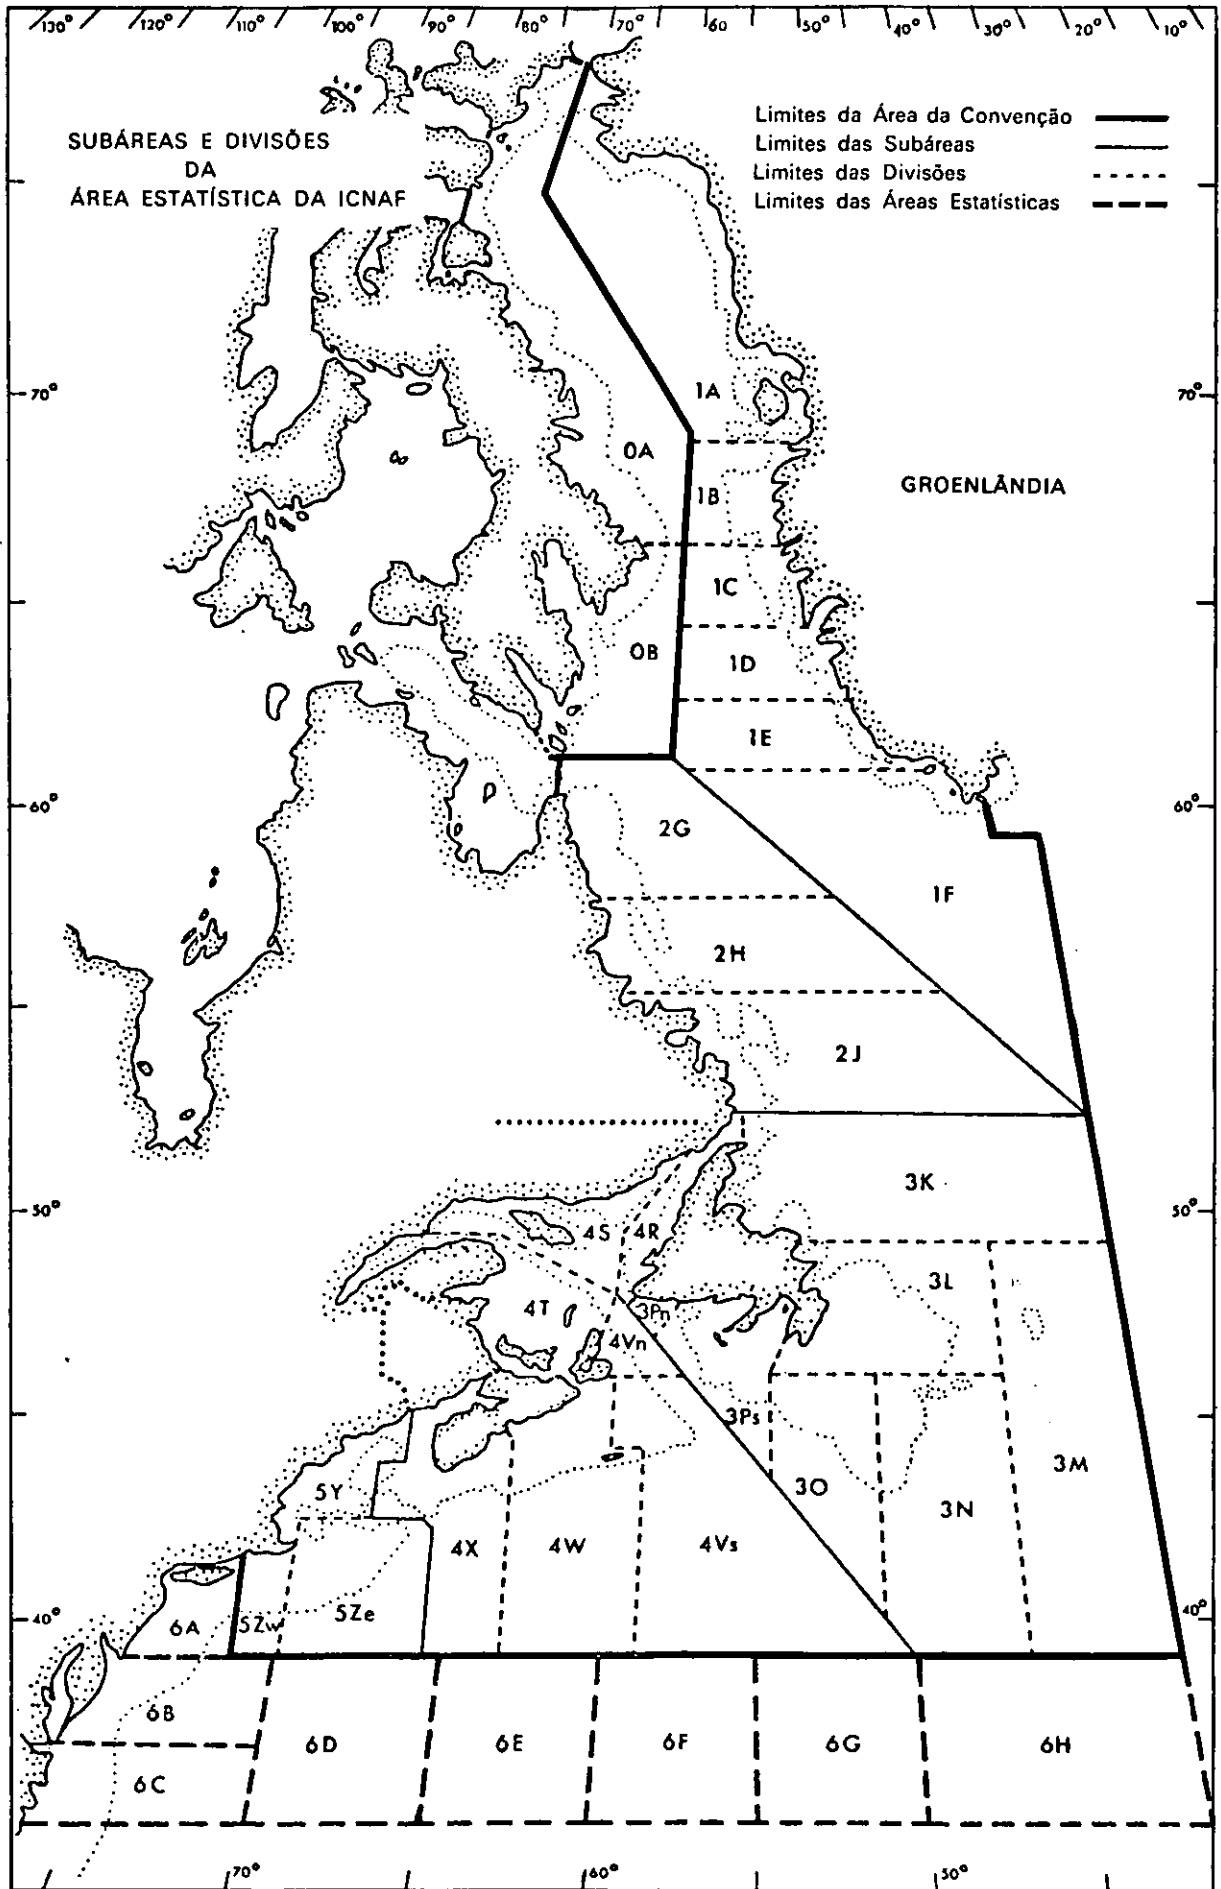 130° 120° 110° 100° 90° 80° 70° 60° 50° 40° 30° 20° 10°
SUBÁREAS E DIVISÕES
DA
ÁREA ESTATÍSTICA DA ICNAF
Limites da Área da Convenção
Limites das Subáreas
Limites das Divisões
Limites das Áreas Estatísticas
70° 1A 70°
0A
GROENLÂNDIA
1B
1C
0B 1D
1E
60° 60°
2G
1F
2H
2J
3K
50° 50°
4S 4R
3L
4T 3Pn
4Vn
3Ps
3M
5Y 3O
3N
4X 4W 4Vs
40° 6A 5Zw 5Ze 40°
6B
6D 6E 6F 6G 6H
6C
70° 60° 50°